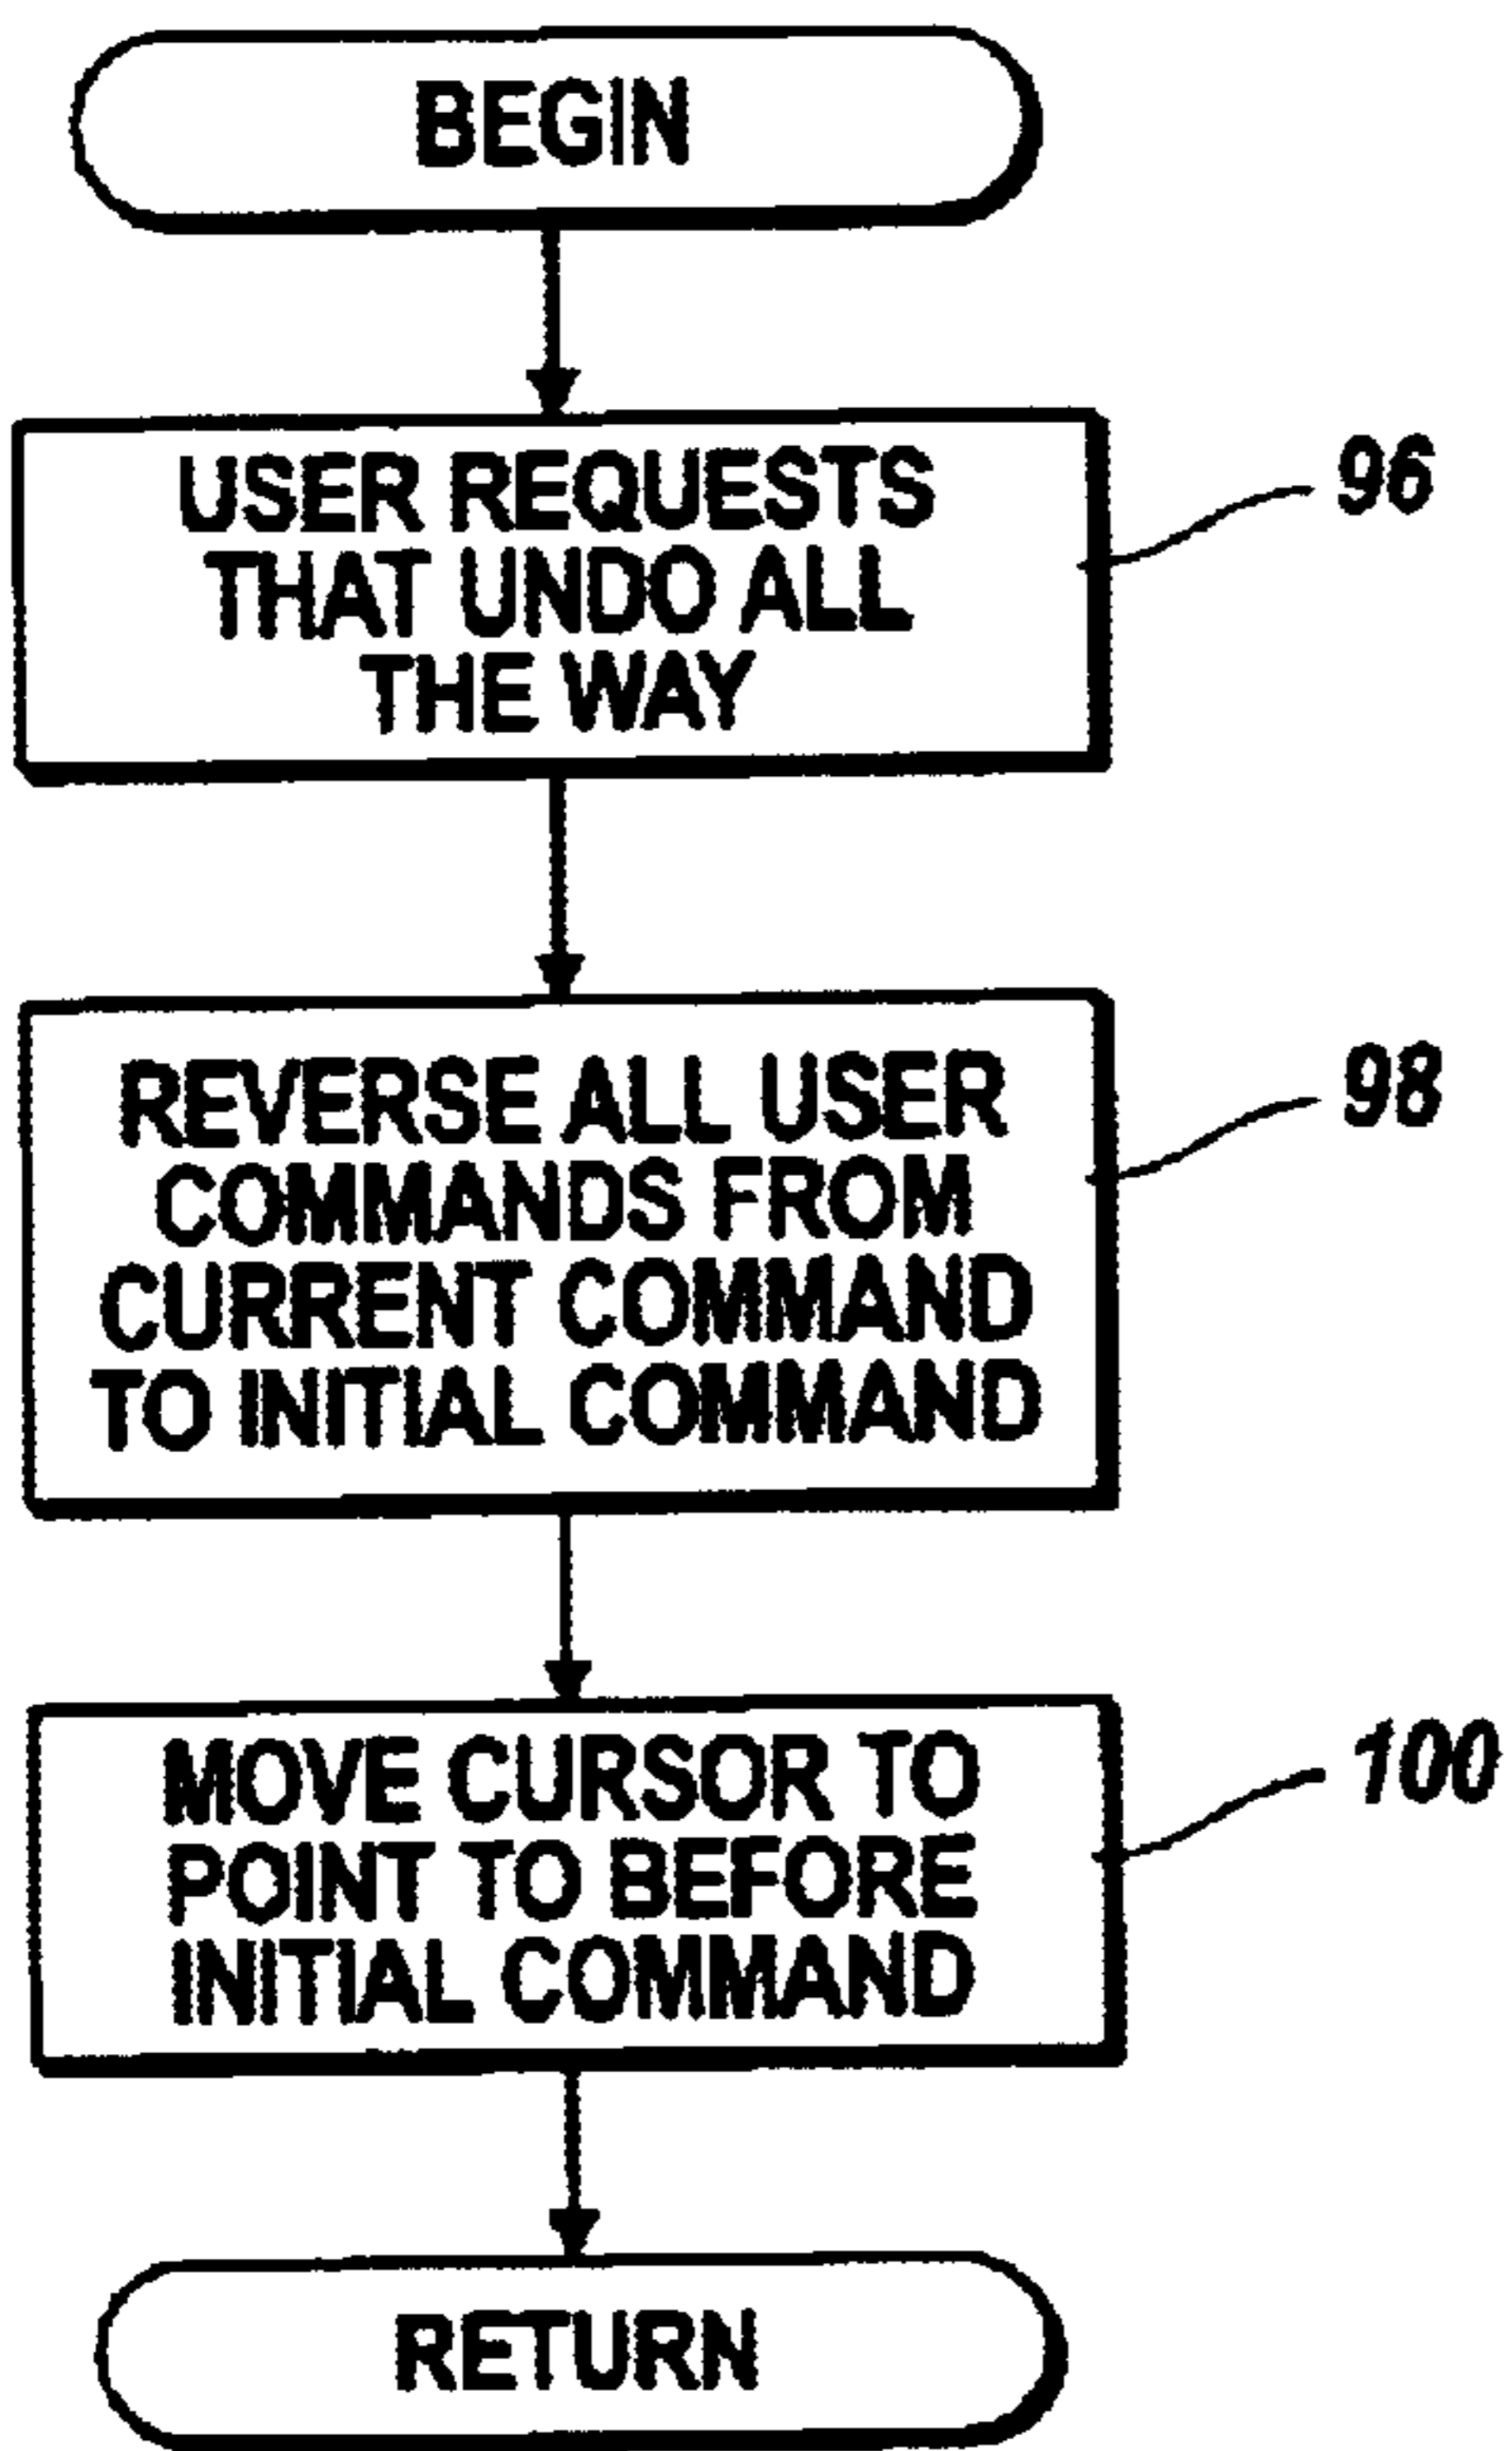 BEGIN
USER REQUESTS
THAT UNDO ALL
THE WAY
96
REVERSE ALL USER
COMMANDS FROM
CURRENT COMMAND
TO INITIAL COMMAND
98
MOVE CURSOR TO
POINT TO BEFORE
INITIAL COMMAND
100
RETURN